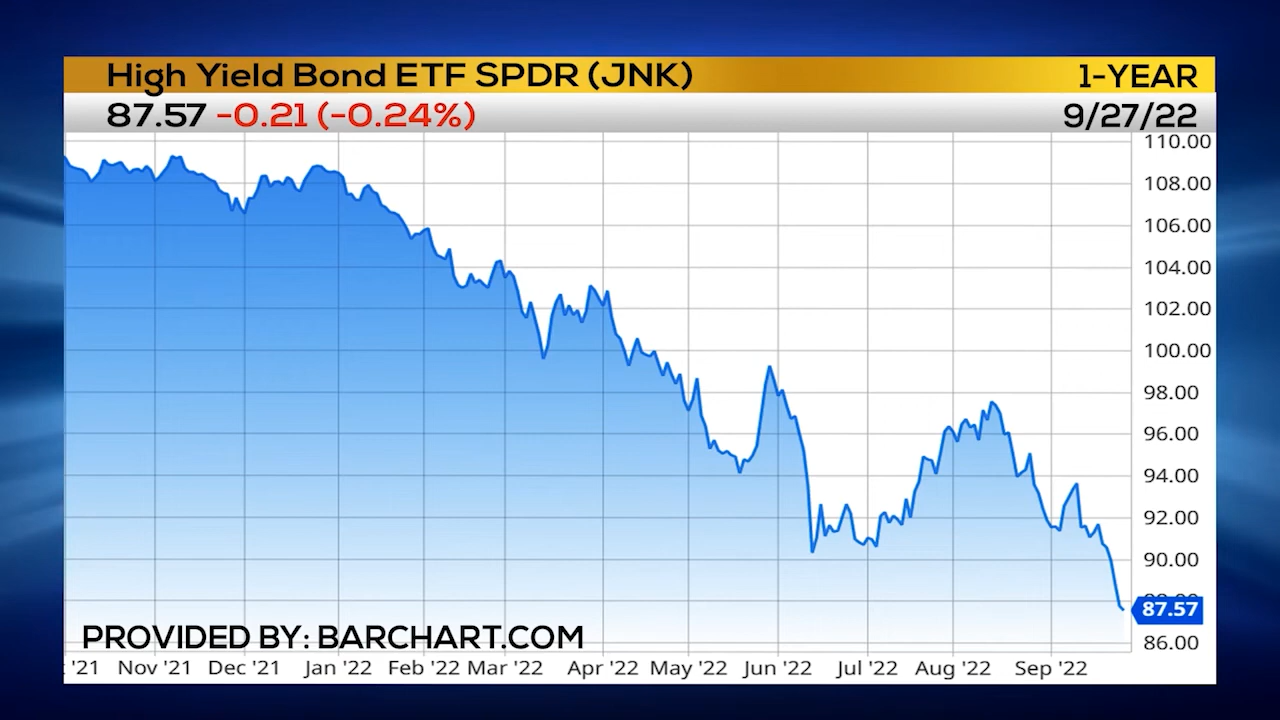 High Yield Bond ETF SPDR (JNK)
1-YEAR
87.57 -0.21 (-0.24%)
9/27/22
110.00
108.00
106.00
104.00
102.00
100.00
98.00
96.00
94.00
92.00
90.00
87.57
86.00
PROVIDED BY: BARCHART.COM
'21 Nov '21 Dec '21 Jan '22 Feb '22 Mar '22 Apr '22 May '22 Jun '22 Jul '22 Aug '22 Sep '22